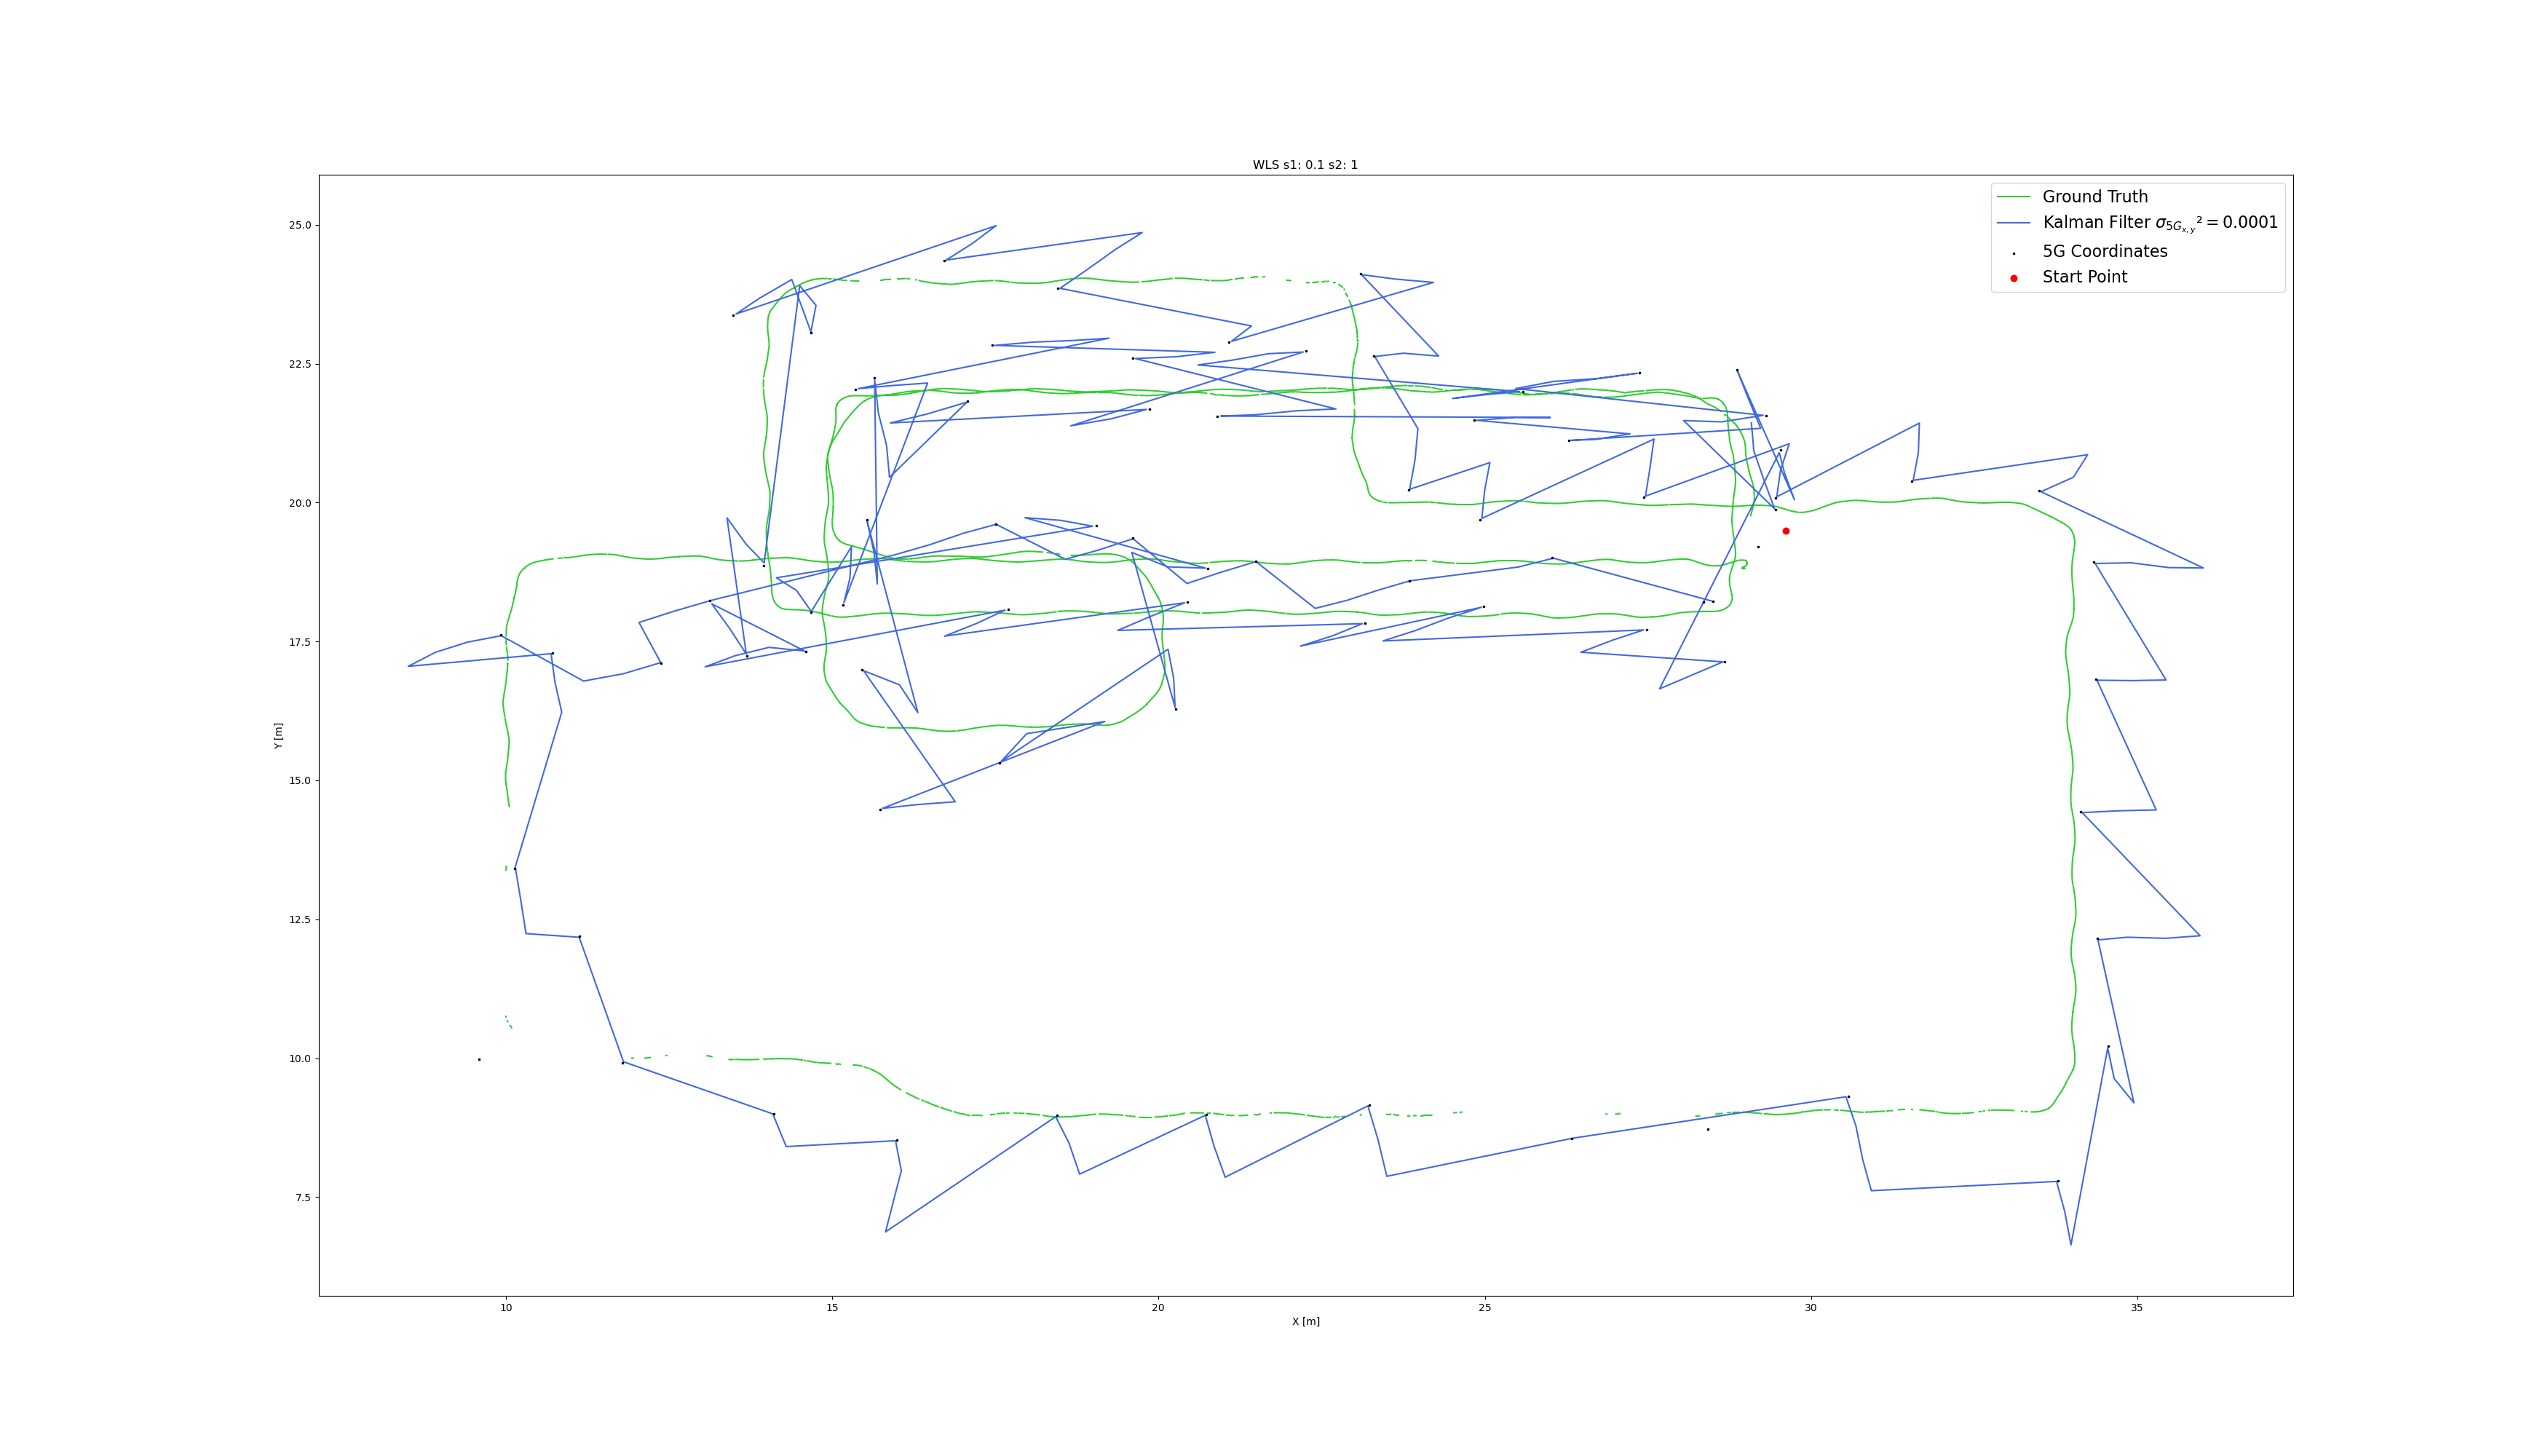 WLS s1: 0.1 s2: 1
Ground Truth
Kalman Filter σ5Gx,y² = 0.0001
5G Coordinates
Start Point
25.0
22.5
20.0
17.5
15.0
12.5
10.0
7.5
Y [m]
10 15 20 25 30 35
X [m]